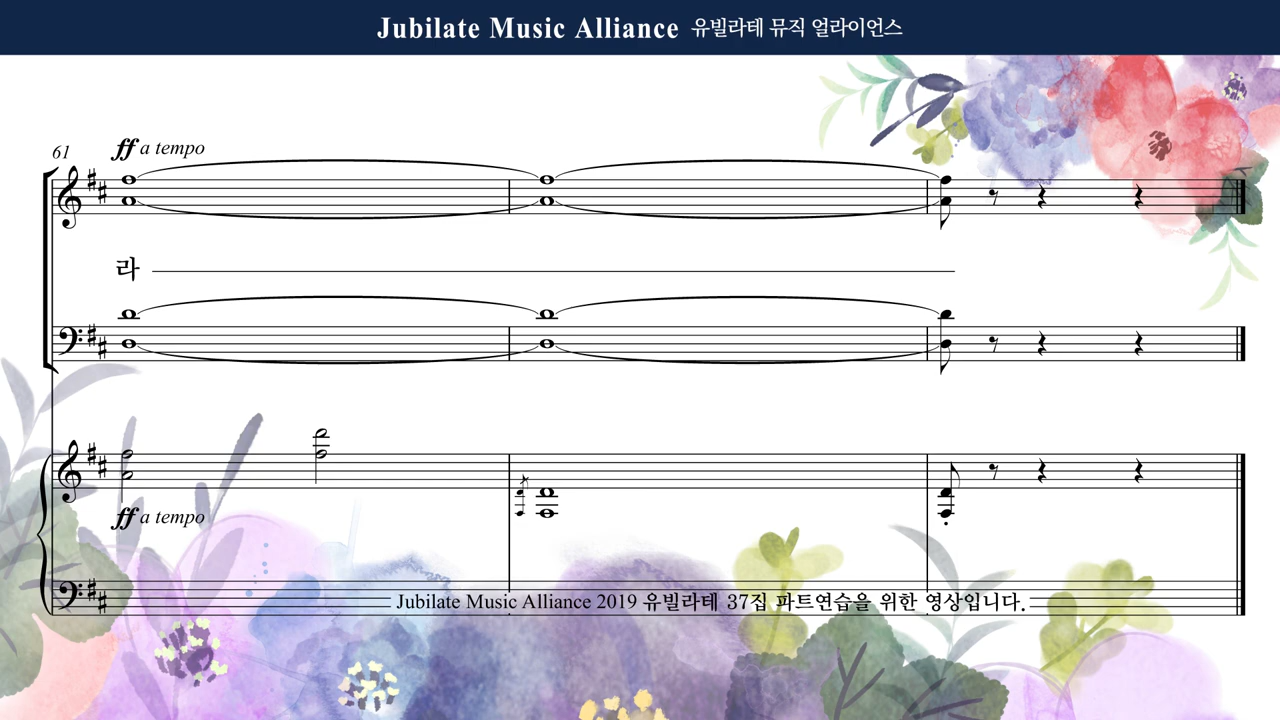 Jubilate Music Alliance 유빌라테 뮤직 얼라이언스
61
ff a tempo
라
ff a tempo
Jubilate Music Alliance 2019 유빌라테 37집 파트연습을 위한 영상입니다.